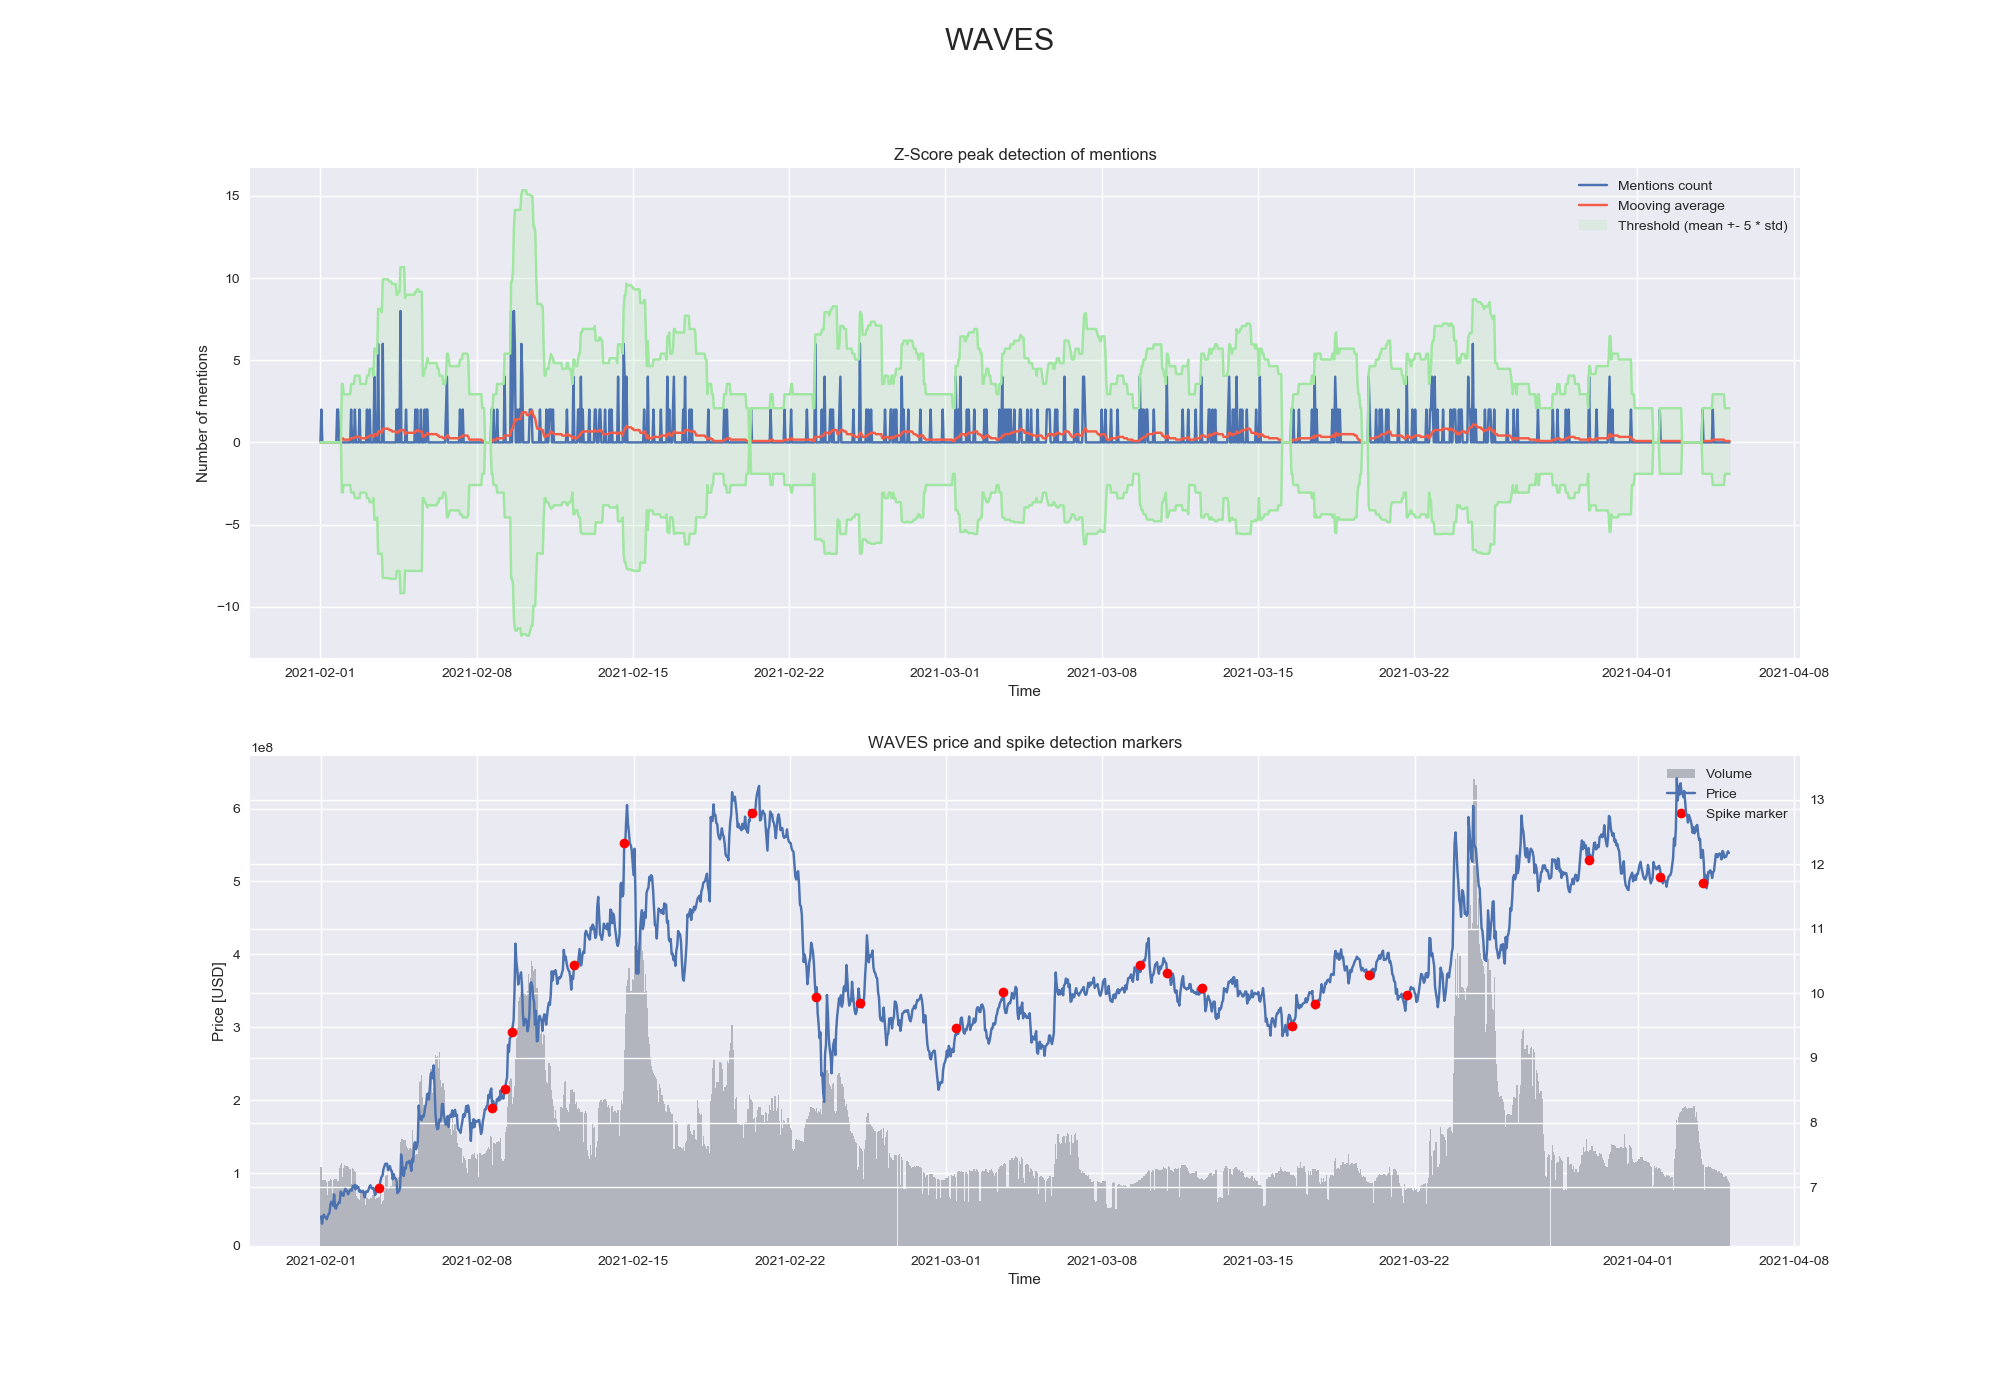 WAVES
Z-Score peak detection of mentions
Mentions count
Mooving average
Threshold (mean +- 5 * std)
15
10
5
0
−5
−10
Number of mentions
2021-02-01 2021-02-08 2021-02-15 2021-02-22 2021-03-01 2021-03-08 2021-03-15 2021-03-22 2021-04-01 2021-04-08
Time
WAVES price and spike detection markers
1e8
Volume
Price
Spike marker
6
5
4
3
2
1
0
Price [USD]
13
12
11
10
9
8
7
2021-02-01 2021-02-08 2021-02-15 2021-02-22 2021-03-01 2021-03-08 2021-03-15 2021-03-22 2021-04-01 2021-04-08
Time